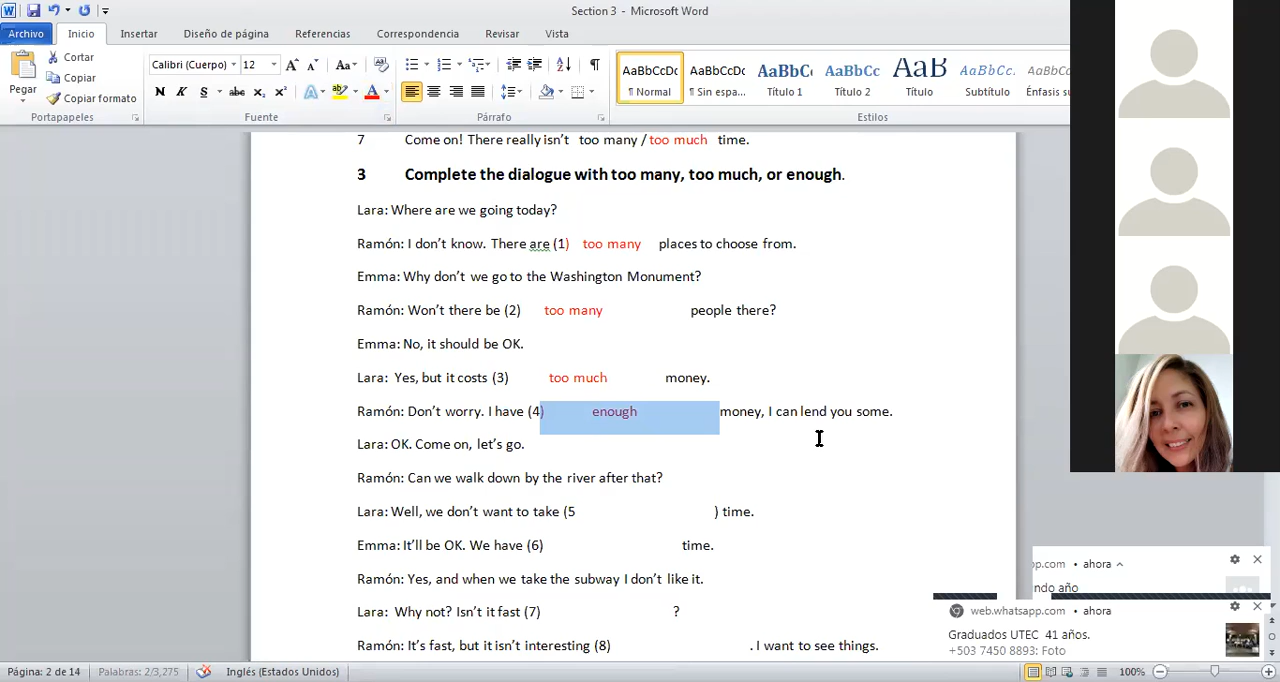 Section 3 - Microsoft Word
Archivo Inicio Insertar Diseño de página Referencias Correspondencia Revisar Vista
Pegar
Cortar
Copiar
Copiar formato
Portapapeles
Calibri (Cuerpo) 12
Fuente
Párrafo
AaBbCcDc AaBbCcDc AaBbC AaBbCc AaB AaBbCc. AaBbCc
¶ Normal ¶ Sin espa... Título 1 Título 2 Título Subtítulo Énfasis su
Estilos
7 Come on! There really isn't too many / too much time.
3 Complete the dialogue with too many, too much, or enough.
Lara: Where are we going today?
Ramón: I don't know. There are (1) too many places to choose from.
Emma: Why don't we go to the Washington Monument?
Ramón: Won't there be (2) too many people there?
Emma: No, it should be OK.
Lara: Yes, but it costs (3) too much money.
Ramón: Don't worry. I have (4) enough money, I can lend you some.
Lara: OK. Come on, let's go.
Ramón: Can we walk down by the river after that?
Lara: Well, we don't want to take (5 ) time.
Emma: It'll be OK. We have (6) time.
Ramón: Yes, and when we take the subway I don't like it.
Lara: Why not? Isn't it fast (7) ?
Ramón: It's fast, but it isn't interesting (8) . I want to see things.
pp.com • ahora
ndo año
web.whatsapp.com • ahora
Graduados UTEC 41 años.
+503 7450 8893: Foto
Página: 2 de 14 Palabras: 2/3,275 Inglés (Estados Unidos) 100%